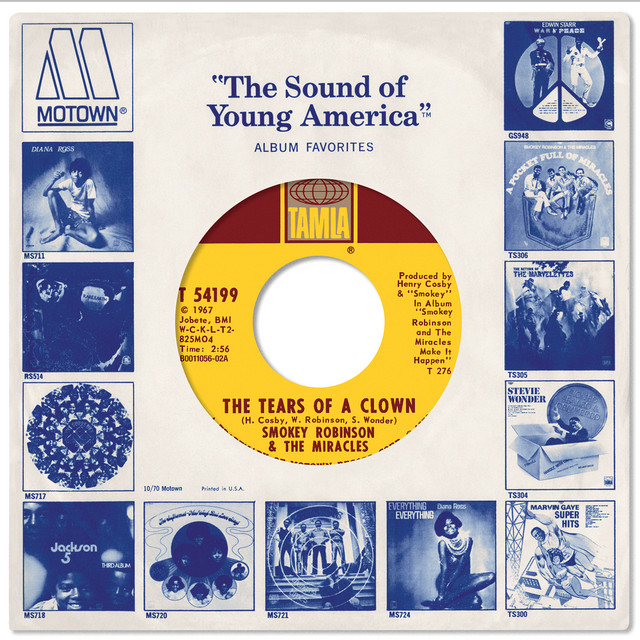 MOTOWN®
"The Sound of
Young America"™
ALBUM FAVORITES
EDWIN STARR
WAR & PEACE
GS948
DIANA ROSS
MS711
SMOKEY ROBINSON & THE MIRACLES
A POCKET FULL OF MIRACLES
TS306
RS514
THE RETURN OF
THE MARVELETTES
TS305
TAMLA
®
T 54199
© 1967
Jobete, BMI
W-C-K-L-T2-
825M04
Time: 2:56
B0011056-02A
Produced by
Henry Cosby
& "Smokey"
In Album
"Smokey
Robinson
and The
Miracles
Make It
Happen"
T 276
THE TEARS OF A CLOWN
(H. Cosby, W. Robinson, S. Wonder)
SMOKEY ROBINSON
& THE MIRACLES
MS717
STEVIE
WONDER
TS304
10/70 Motown
Printed in U.S.A.
Jackson
5
THIRD ALBUM
MS718
MS720
MS721
EVERYTHING
EVERYTHING
Diana Ross
MS724
MARVIN GAYE
SUPER
HITS
TS300